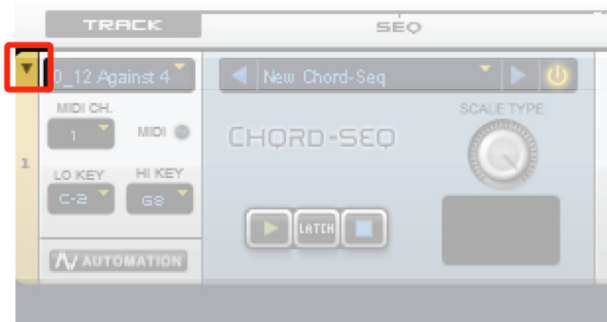 TRACK SEQ
0_12 Against 4 New Chord-Seq
MIDI CH. SCALE TYPE
1 MIDI CHORD-SEQ
1
LO KEY HI KEY
C-2 G8
LATCH
AUTOMATION